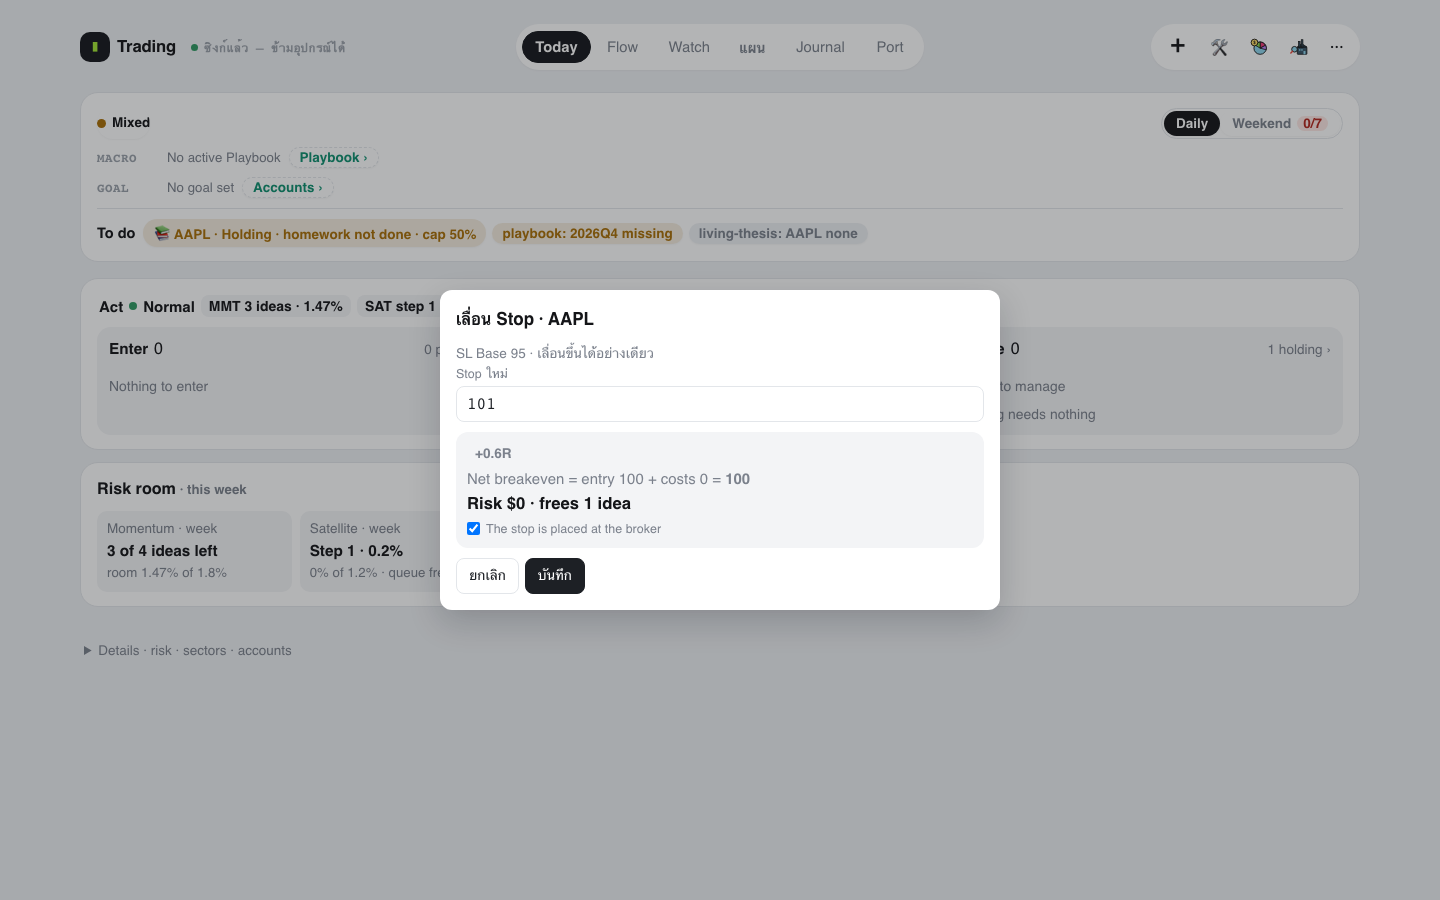 Trading
ซิงก์แล้ว — ข้ามอุปกรณ์ได้
Today Flow Watch แผน Journal Port
+ ···
Mixed
Daily Weekend 0/7
MACRO No active Playbook Playbook ›
GOAL No goal set Accounts ›
To do AAPL · Holding · homework not done · cap 50% playbook: 2026Q4 missing living-thesis: AAPL none
Act Normal MMT 3 ideas · 1.47% SAT step 1
Enter 0 0
Nothing to enter
0 1 holding ›
to manage
needs nothing
เลื่อน Stop · AAPL
SL Base 95 · เลื่อนขึ้นได้อย่างเดียว
Stop ใหม่
101
+0.6R
Net breakeven = entry 100 + costs 0 = 100
Risk $0 · frees 1 idea
The stop is placed at the broker
ยกเลิก บันทึก
Risk room · this week
Momentum · week
3 of 4 ideas left
room 1.47% of 1.8%
Satellite · week
Step 1 · 0.2%
0% of 1.2% · queue
Details · risk · sectors · accounts